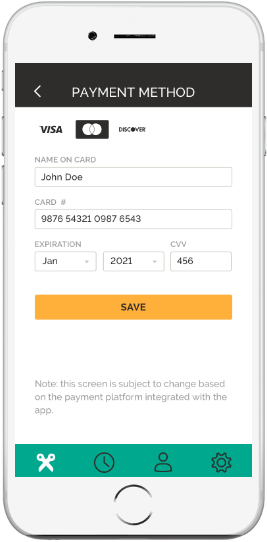 PAYMENT METHOD
VISA DISCOVER
NAME ON CARD
John Doe
CARD #
9876 54321 0987 6543
EXPIRATION CVV
Jan 2021 456
SAVE
Note: this screen is subject to change based
on the payment platform integrated with the
app.